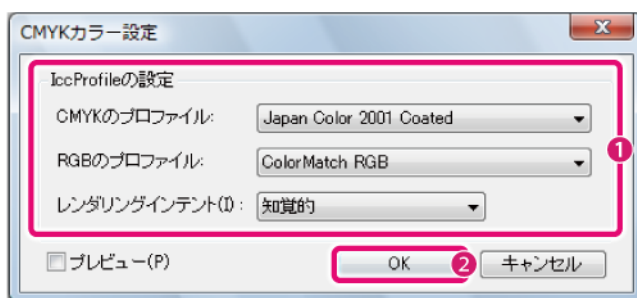 CMYKカラー設定
IccProfileの設定
CMYKのプロファイル: Japan Color 2001 Coated
RGBのプロファイル: ColorMatch RGB
1
レンダリングインテント(I): 知覚的
プレビュー(P) OK 2 キャンセル